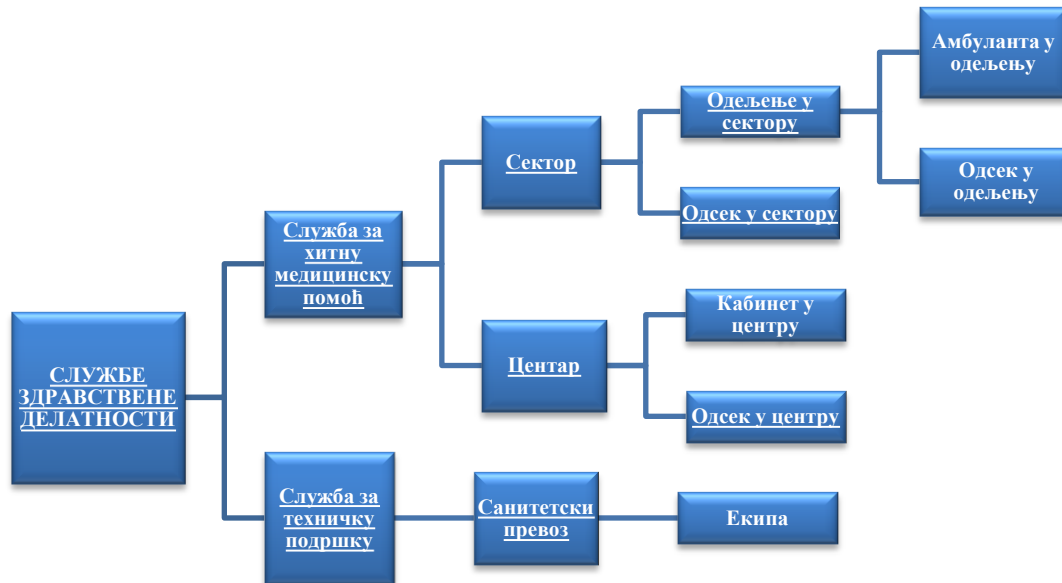 СЛУЖБЕ
ЗДРАВСТВЕНЕ
ДЕЛАТНОСТИ
Служба за
хитну
медицинску
помоћ
Сектор
Одељење у
сектору
Амбуланта у
одељењу
Одсек у
одељењу
Одсек у сектору
Центар
Кабинет у
центру
Одсек у центру
Служба за
техничку
подршку
Санитетски
превоз
Екипа